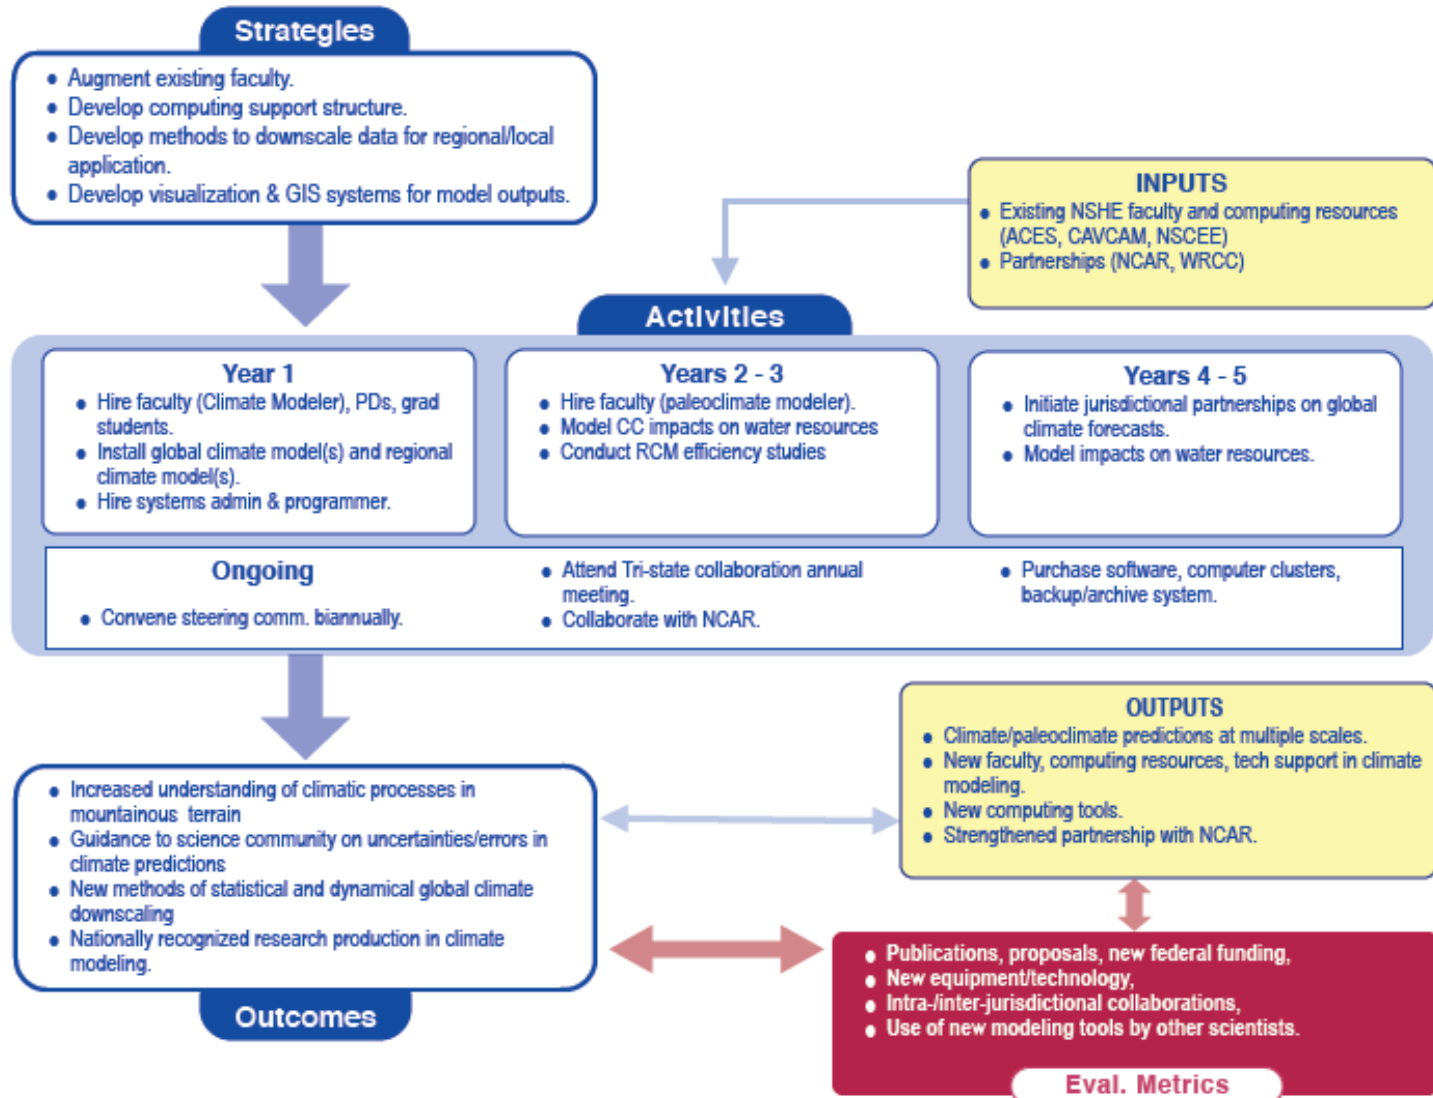 Strategies
• Augment existing faculty.
• Develop computing support structure.
• Develop methods to downscale data for regional/local
application.
• Develop visualization & GIS systems for model outputs.
INPUTS
• Existing NSHE faculty and computing resources
(ACES, CAVCAM, NSCEE)
• Partnerships (NCAR, WRCC)
Activities
Year 1
• Hire faculty (Climate Modeler), PDs, grad
students.
• Install global climate model(s) and regional
climate model(s).
• Hire systems admin & programmer.
Years 2 - 3
• Hire faculty (paleoclimate modeler).
• Model CC impacts on water resources
• Conduct RCM efficiency studies
Years 4 - 5
• Initiate jurisdictional partnerships on global
climate forecasts.
• Model impacts on water resources.
Ongoing
• Convene steering comm. biannually.
• Attend Tri-state collaboration annual
meeting.
• Collaborate with NCAR.
• Purchase software, computer clusters,
backup/archive system.
OUTPUTS
• Climate/paleoclimate predictions at multiple scales.
• New faculty, computing resources, tech support in climate
modeling.
• New computing tools.
• Strengthened partnership with NCAR.
• Increased understanding of climatic processes in
mountainous terrain
• Guidance to science community on uncertainties/errors in
climate predictions
• New methods of statistical and dynamical global climate
downscaling
• Nationally recognized research production in climate
modeling.
Outcomes
• Publications, proposals, new federal funding,
• New equipment/technology,
• Intra-/inter-jurisdictional collaborations,
• Use of new modeling tools by other scientists.
Eval. Metrics